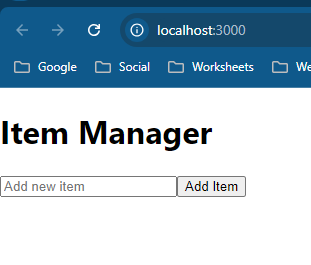 localhost:3000
Google Social Worksheets
Item Manager
Add new item Add Item